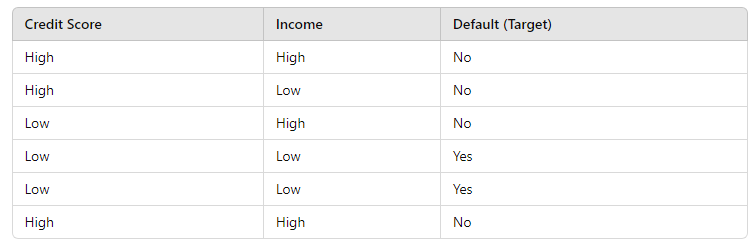 Credit Score Income Default (Target)
High High No
High Low No
Low High No
Low Low Yes
Low Low Yes
High High No